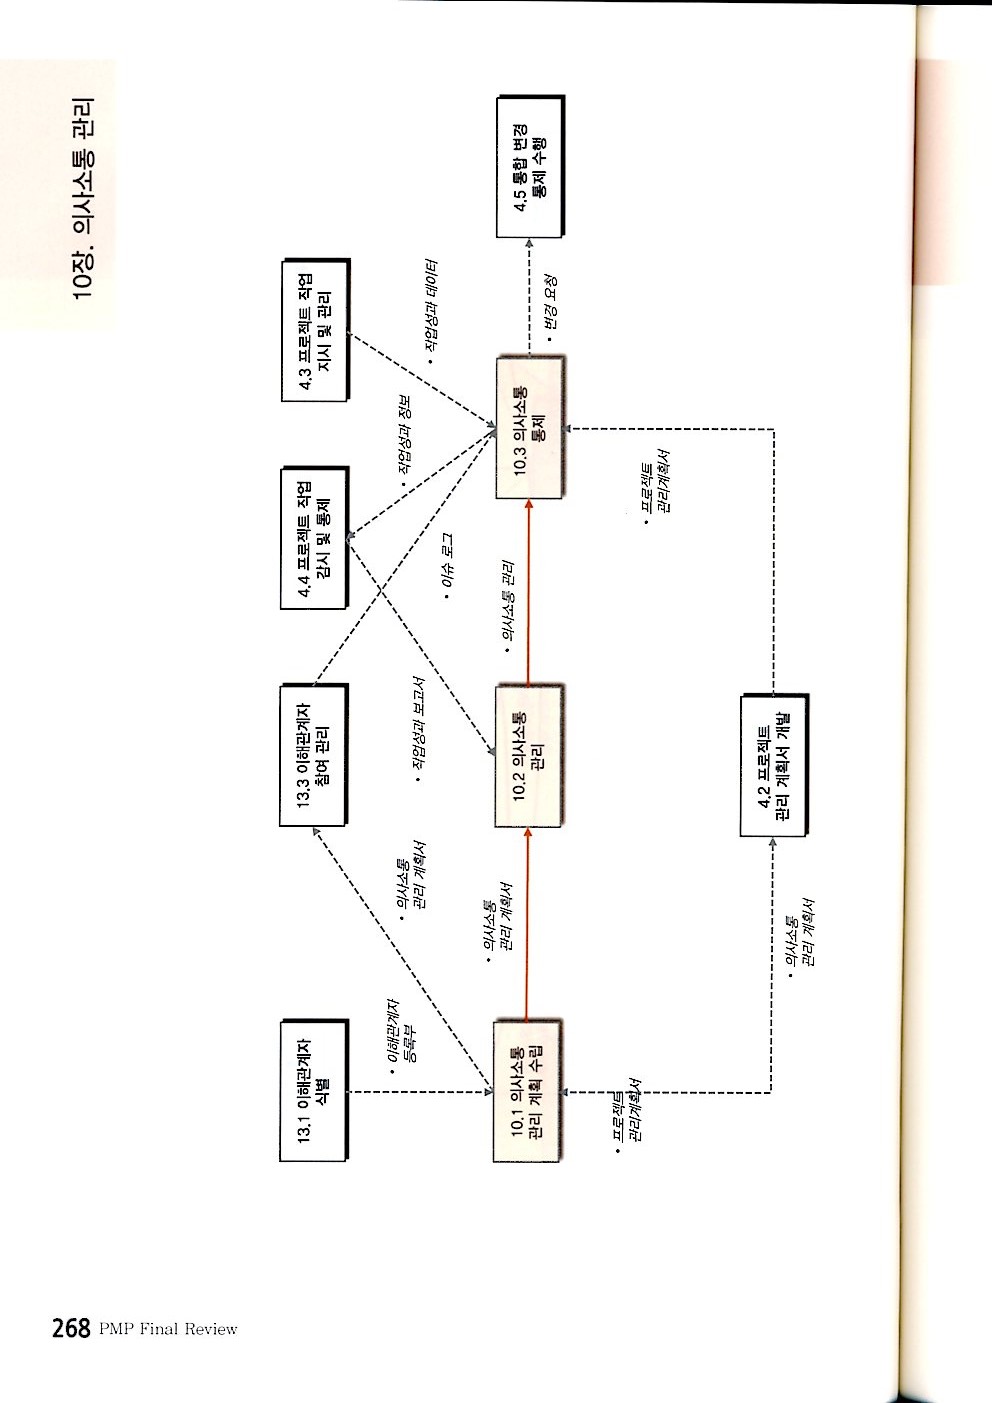 10장. 의사소통 관리
13.1 이해관계자
식별
13.3 이해관계자
참여 관리
4.4 프로젝트 작업
감시 및 통제
4.3 프로젝트 작업
지시 및 관리
• 이해관계자
등록부
• 의사소통
관리 계획서
• 작업성과 보고서
• 이슈 로그
• 작업성과 정보
• 작업성과 데이터
10.1 의사소통
관리 계획 수립
• 의사소통
관리 계획서
10.2 의사소통
관리
• 의사소통 관리
10.3 의사소통
통제
• 변경 요청
4.5 통합 변경
통제 수행
• 프로젝트
관리계획서
• 프로젝트
관리계획서
4.2 프로젝트
관리 계획서 개발
• 의사소통
관리 계획서
268 PMP Final Review